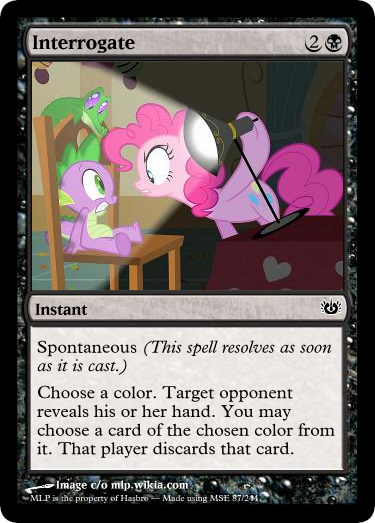 Interrogate 2
Instant
Spontaneous (This spell resolves as soon
as it is cast.)
Choose a color. Target opponent
reveals his or her hand. You may
choose a card of the chosen color from
it. That player discards that card.
Image c/o mlp.wikia.com
MLP is the property of Hasbro — Made using MSE 87/244